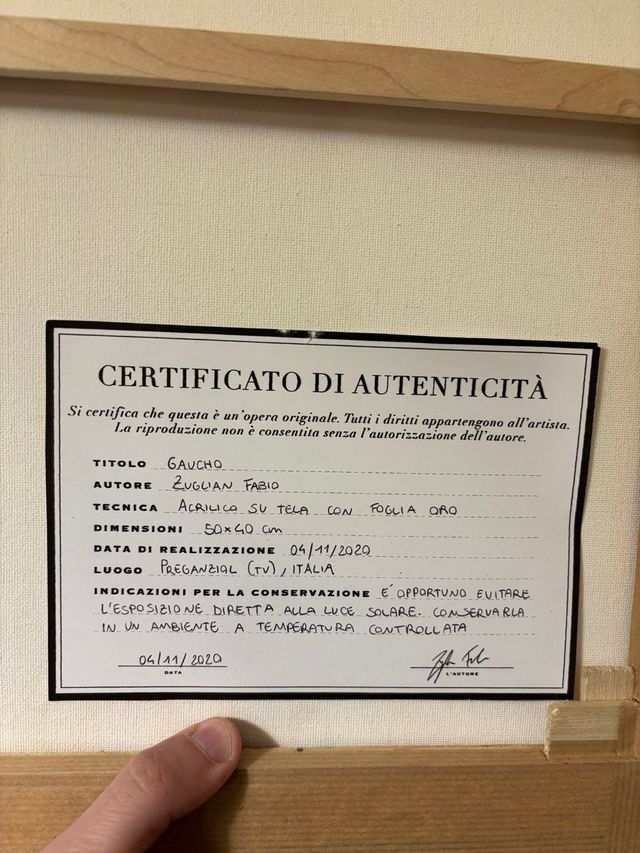 CERTIFICATO DI AUTENTICITÀ
Si certifica che questa è un'opera originale. Tutti i diritti appartengono all'artista.
La riproduzione non è consentita senza l'autorizzazione dell'autore.
TITOLO GAUCHO
AUTORE ZUGLIAN FABIO
TECNICA ACRILICO SU TELA CON FOGLIA ORO
DIMENSIONI 50x40 cm
DATA DI REALIZZAZIONE 04/11/2020
LUOGO PREGANZIOL (TV), ITALIA
INDICAZIONI PER LA CONSERVAZIONE E' OPPORTUNO EVITARE
L'ESPOSIZIONE DIRETTA ALLA LUCE SOLARE. CONSERVARLA
IN UN AMBIENTE A TEMPERATURA CONTROLLATA
04/11/2020
DATA
L'AUTORE